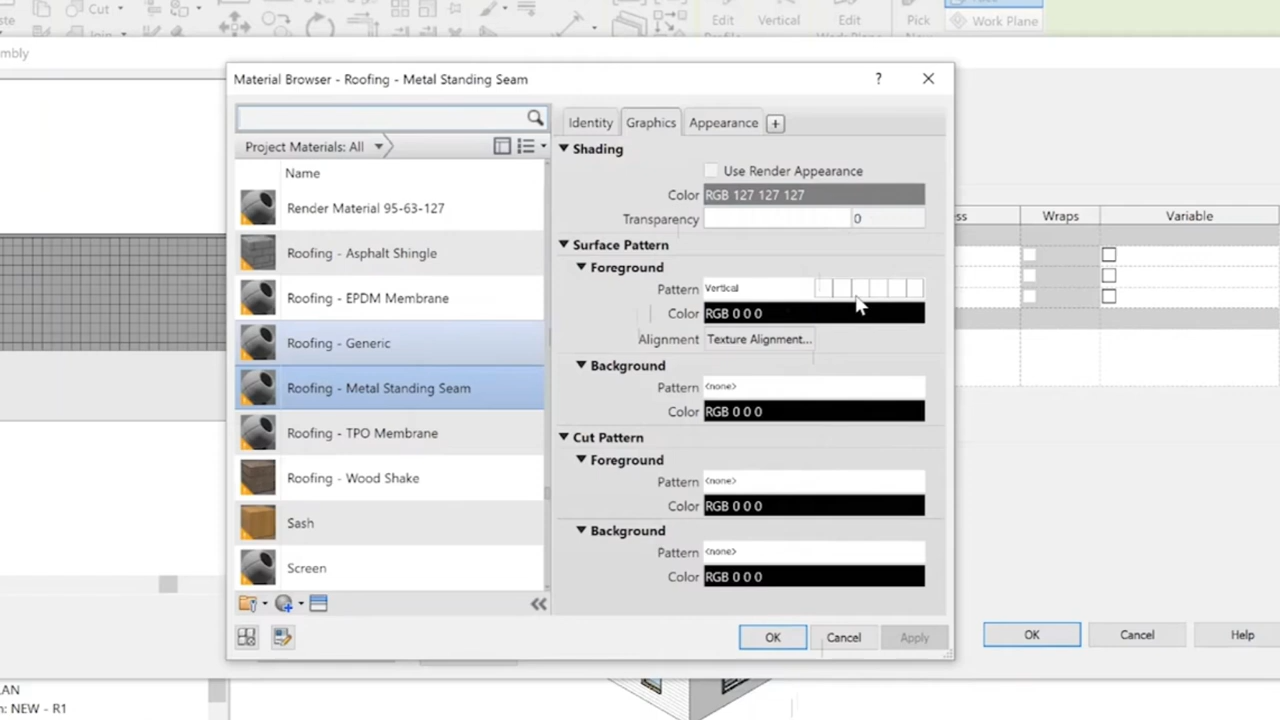 Cut
Join
Edit
Vertical
Edit
Pick
Work Plane
mbly
Material Browser - Roofing - Metal Standing Seam
?
Project Materials: All
Name
Render Material 95-63-127
Roofing - Asphalt Shingle
Roofing - EPDM Membrane
Roofing - Generic
Roofing - Metal Standing Seam
Roofing - TPO Membrane
Roofing - Wood Shake
Sash
Screen
Identity
Graphics
Appearance
+
Shading
Use Render Appearance
Color RGB 127 127 127
Transparency 0
Surface Pattern
Foreground
Pattern Vertical
Color RGB 0 0 0
Alignment Texture Alignment...
Background
Pattern <none>
Color RGB 0 0 0
Cut Pattern
Foreground
Pattern <none>
Color RGB 0 0 0
Background
Pattern <none>
Color RGB 0 0 0
OK
Cancel
Apply
ess
Wraps
Variable
OK
Cancel
Help
LAN
n: NEW - R1